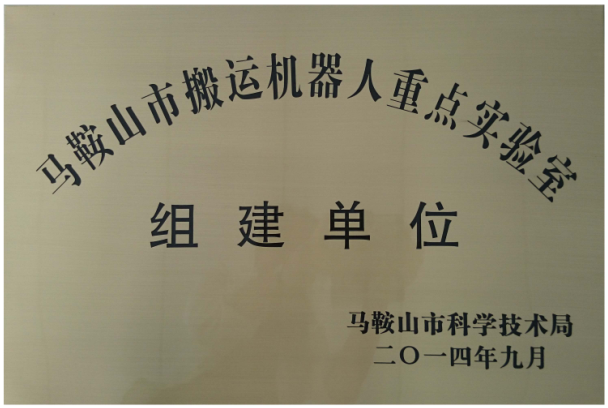 马鞍山市搬运机器人重点实验室
组建单位
马鞍山市科学技术局
二〇一四年九月